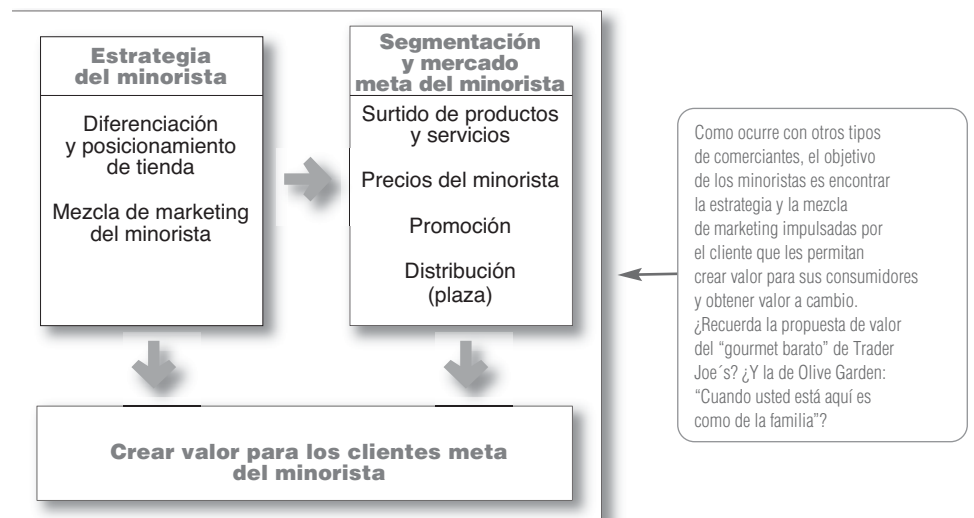 Estrategia
del minorista
Diferenciación
y posicionamiento
de tienda
Mezcla de marketing
del minorista
Segmentación
y mercado
meta del minorista
Surtido de productos
y servicios
Precios del minorista
Promoción
Distribución
(plaza)
Crear valor para los clientes meta
del minorista
Como ocurre con otros tipos
de comerciantes, el objetivo
de los minoristas es encontrar
la estrategia y la mezcla
de marketing impulsadas por
el cliente que les permitan
crear valor para sus consumidores
y obtener valor a cambio.
¿Recuerda la propuesta de valor
del “gourmet barato” de Trader
Joe´s? ¿Y la de Olive Garden:
“Cuando usted está aquí es
como de la familia”?